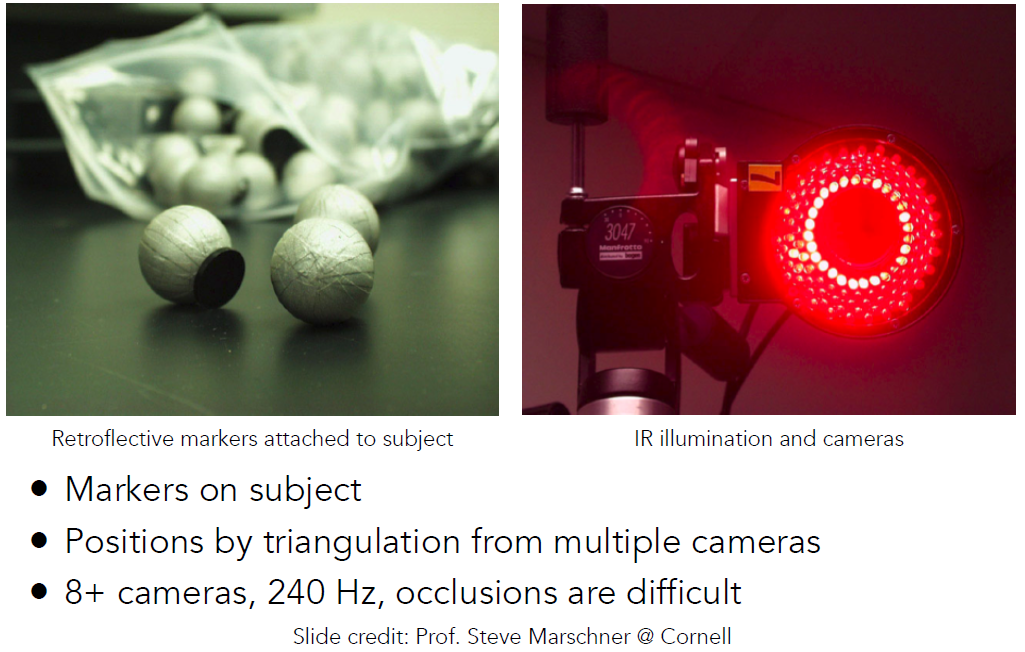 7
3047
Manfrotto
Retroflective markers attached to subject
IR illumination and cameras
● Markers on subject
● Positions by triangulation from multiple cameras
● 8+ cameras, 240 Hz, occlusions are difficult
Slide credit: Prof. Steve Marschner @ Cornell